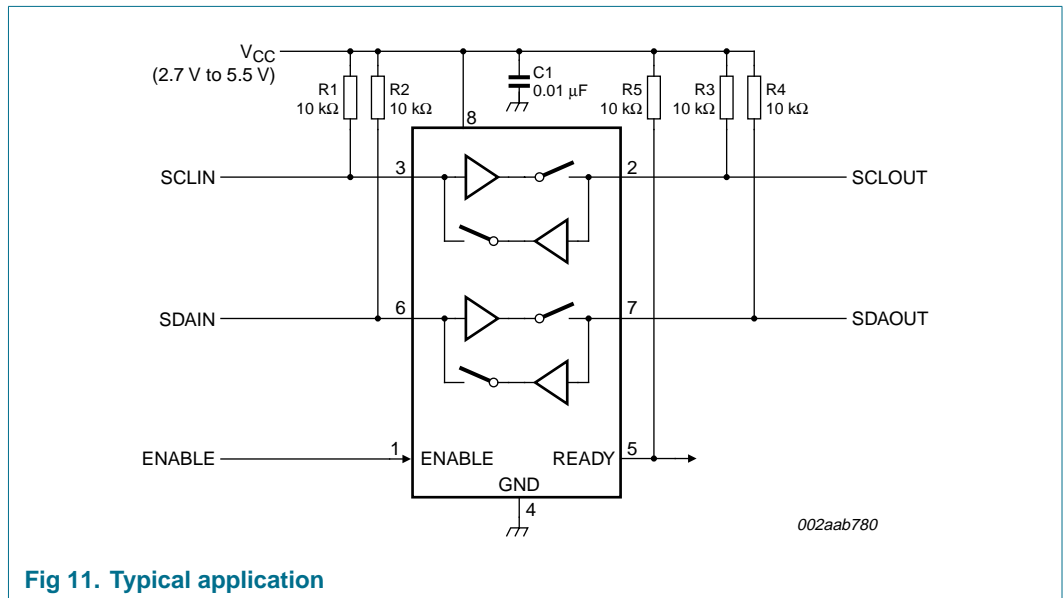 VCC
(2.7 V to 5.5 V)
R1
10 kΩ
R2
10 kΩ
C1
0.01 μF
R5
10 kΩ
R3
10 kΩ
R4
10 kΩ
8
SCLIN
3
2
SCLOUT
SDAIN
6
7
SDAOUT
ENABLE
1
ENABLE
READY
5
GND
4
002aab780
Fig 11. Typical application